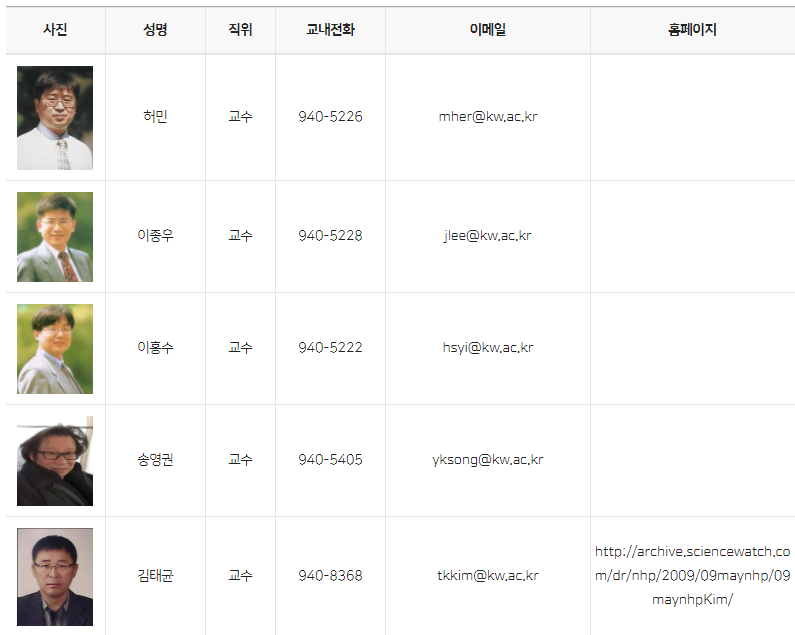 사진 성명 직위 교내전화 이메일 홈페이지
허민 교수 940-5226 mher@kw.ac.kr
이종우 교수 940-5228 jlee@kw.ac.kr
이홍수 교수 940-5222 hsyi@kw.ac.kr
송영권 교수 940-5405 yksong@kw.ac.kr
김태균 교수 940-8368 tkkim@kw.ac.kr
http://archive.sciencewatch.co
m/dr/nhp/2009/09maynhp/09
maynhpKim/